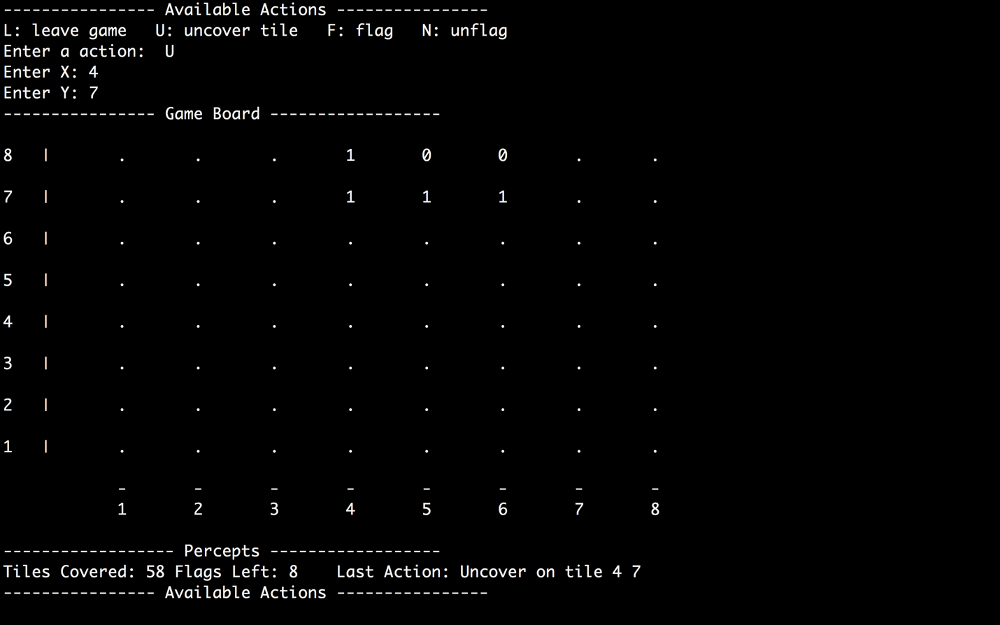 ---------------- Available Actions ----------------
L: leave game   U: uncover tile   F: flag   N: unflag
Enter a action:  U
Enter X: 4
Enter Y: 7
---------------- Game Board ------------------
8   |       .       .       .       1       0       0       .       .
7   |       .       .       .       1       1       1       .       .
6   |       .       .       .       .       .       .       .       .
5   |       .       .       .       .       .       .       .       .
4   |       .       .       .       .       .       .       .       .
3   |       .       .       .       .       .       .       .       .
2   |       .       .       .       .       .       .       .       .
1   |       .       .       .       .       .       .       .       .
            -       -       -       -       -       -       -       -
            1       2       3       4       5       6       7       8
------------------ Percepts ------------------
Tiles Covered: 58 Flags Left: 8    Last Action: Uncover on tile 4 7
---------------- Available Actions ----------------